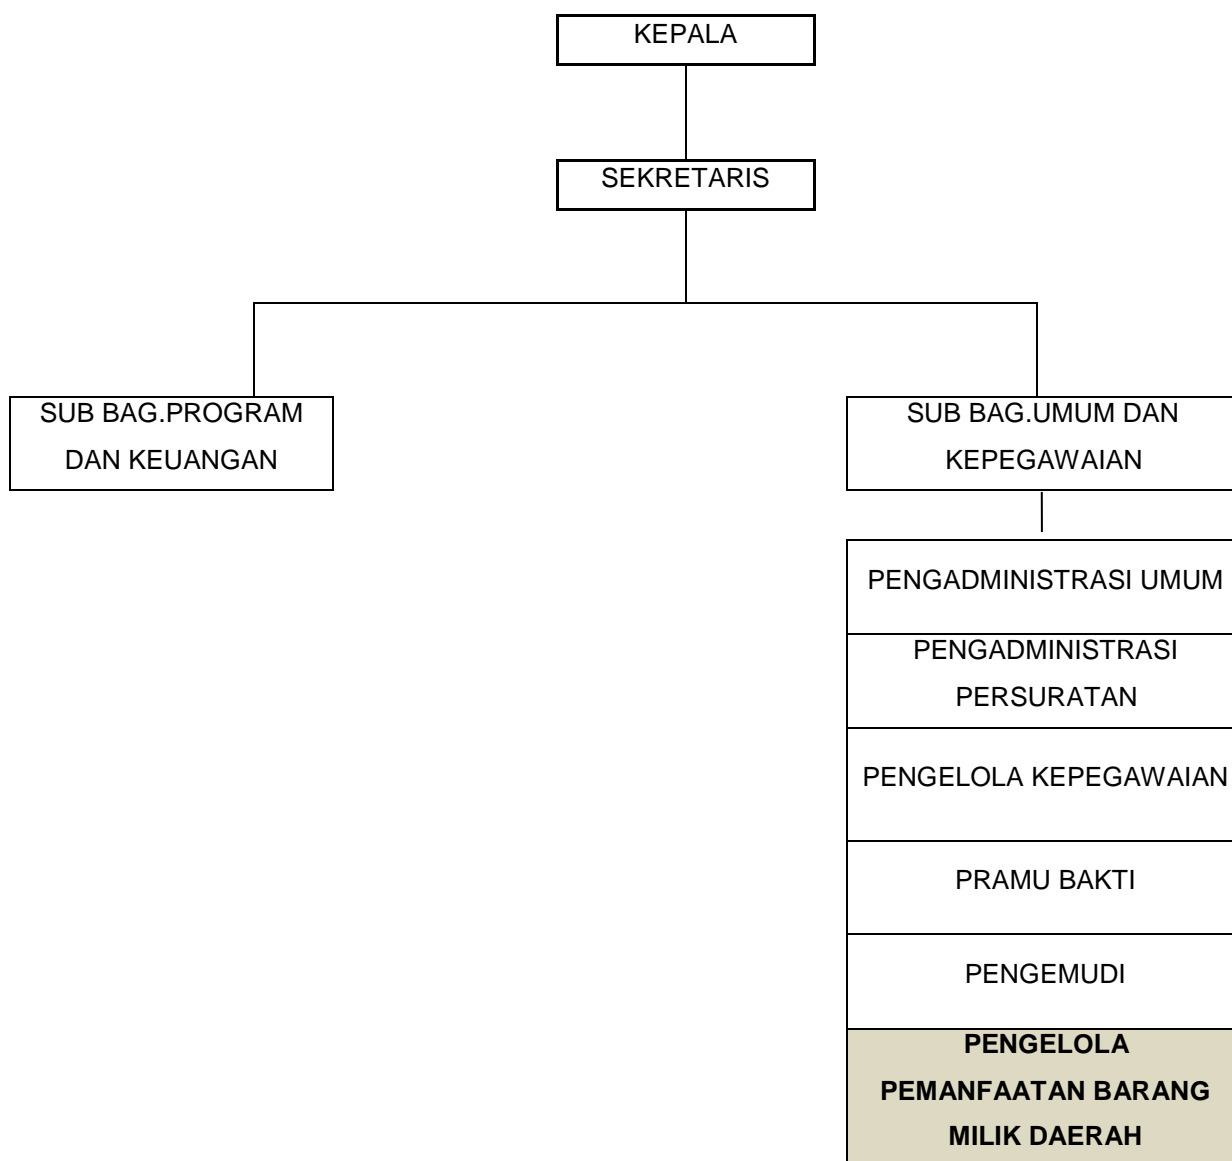 KEPALA
SEKRETARIS
SUB BAG.PROGRAM
DAN KEUANGAN
SUB BAG.UMUM DAN
KEPEGAWAIAN
PENGADMINISTRASI UMUM
PENGADMINISTRASI
PERSURATAN
PENGELOLA KEPEGAWAIAN
PRAMU BAKTI
PENGEMUDI
PENGELOLA
PEMANFAATAN BARANG
MILIK DAERAH